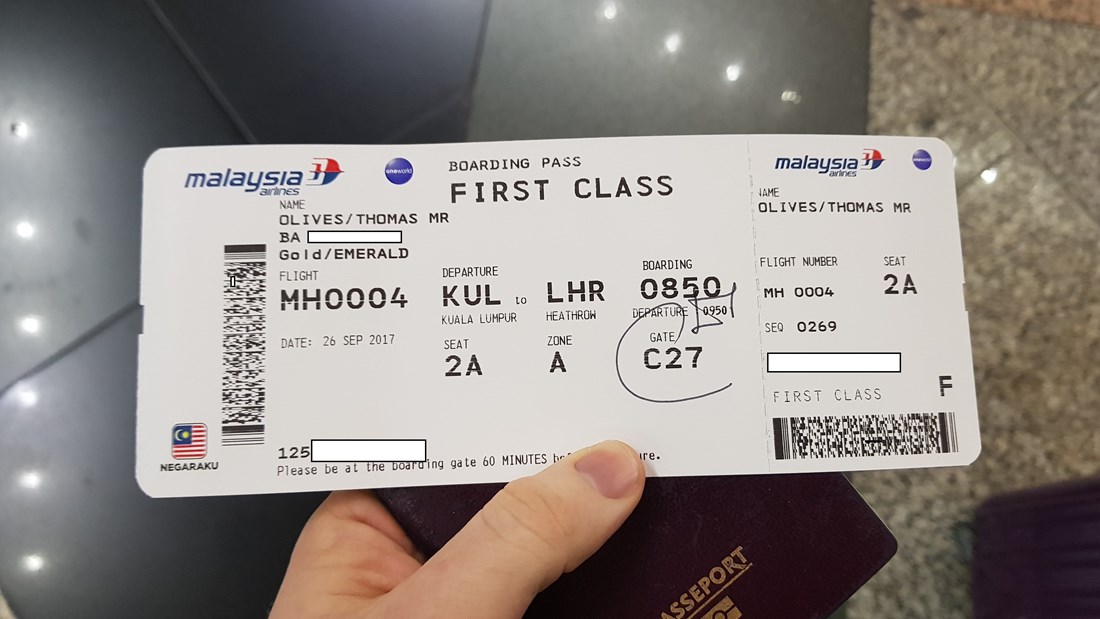 malaysia airlines
oneworld
BOARDING PASS
FIRST CLASS
NAME
OLIVES/THOMAS MR
BA
Gold/EMERALD
FLIGHT
MH0004
DATE: 26 SEP 2017
DEPARTURE
KUL to LHR
KUALA LUMPUR HEATHROW
SEAT
2A
ZONE
A
BOARDING
0850
DEPARTURE 0950
GATE
C27
125
Please be at the boarding gate 60 MINUTES
NEGARAKU
malaysia airlines
oneworld
NAME
OLIVES/THOMAS MR
FLIGHT NUMBER
MH 0004
SEAT
2A
SEQ 0269
FIRST CLASS
F